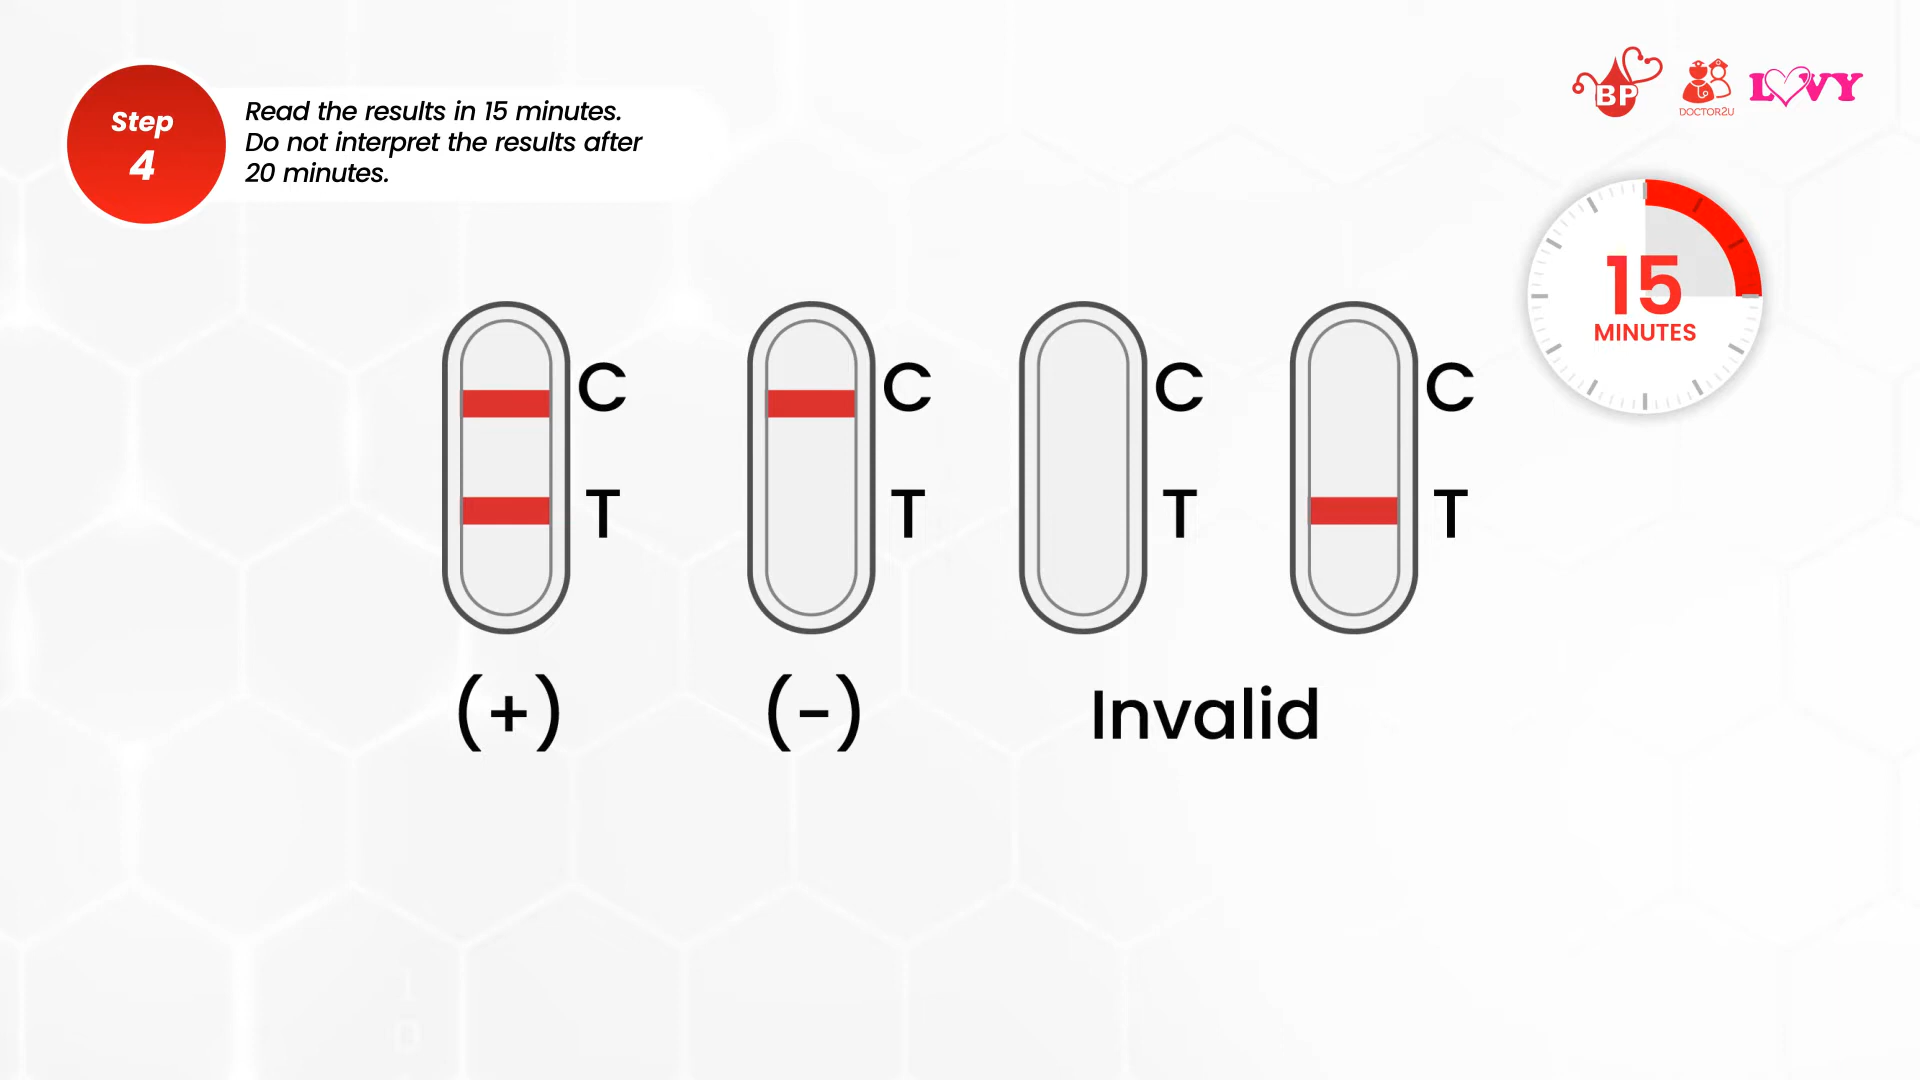 Step
4
Read the results in 15 minutes.
Do not interpret the results after
20 minutes.
BP
DOCTOR2U
LOVY
15
MINUTES
C
T
C
T
C
T
C
T
(+)
(-)
Invalid